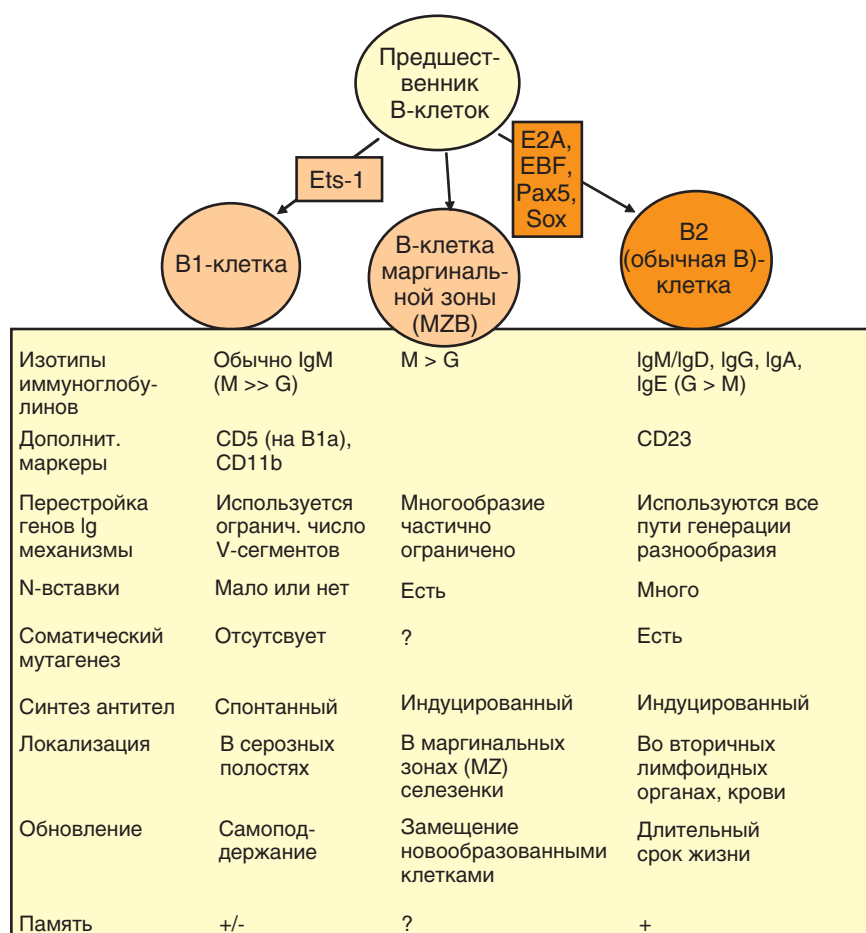 Предшест-
венник
В-клеток
Ets-1
E2A,
EBF,
Pax5,
Sox
В1-клетка
В-клетка
маргиналь-
ной зоны
(MZB)
В2
(обычная В)-
клетка
Изотипы
иммуноглобу-
линов
Обычно IgM
(M >> G)
M > G
IgM/IgD, IgG, IgA,
IgE (G > M)
Дополнит.
маркеры
CD5 (на В1а),
CD11b
CD23
Перестройка
генов Ig
механизмы
Используется
огранич. число
V-сегментов
Многообразие
частично
ограничено
Используются все
пути генерации
разнообразия
N-вставки
Мало или нет
Есть
Много
Соматический
мутагенез
Отсутсвует
?
Есть
Синтез антител
Спонтанный
Индуцированный
Индуцированный
Локализация
В серозных
полостях
В маргинальных
зонах (MZ)
селезенки
Во вторичных
лимфоидных
органах, крови
Обновление
Самопод-
держание
Замещение
новообразованными
клетками
Длительный
срок жизни
Память
+/-
?
+